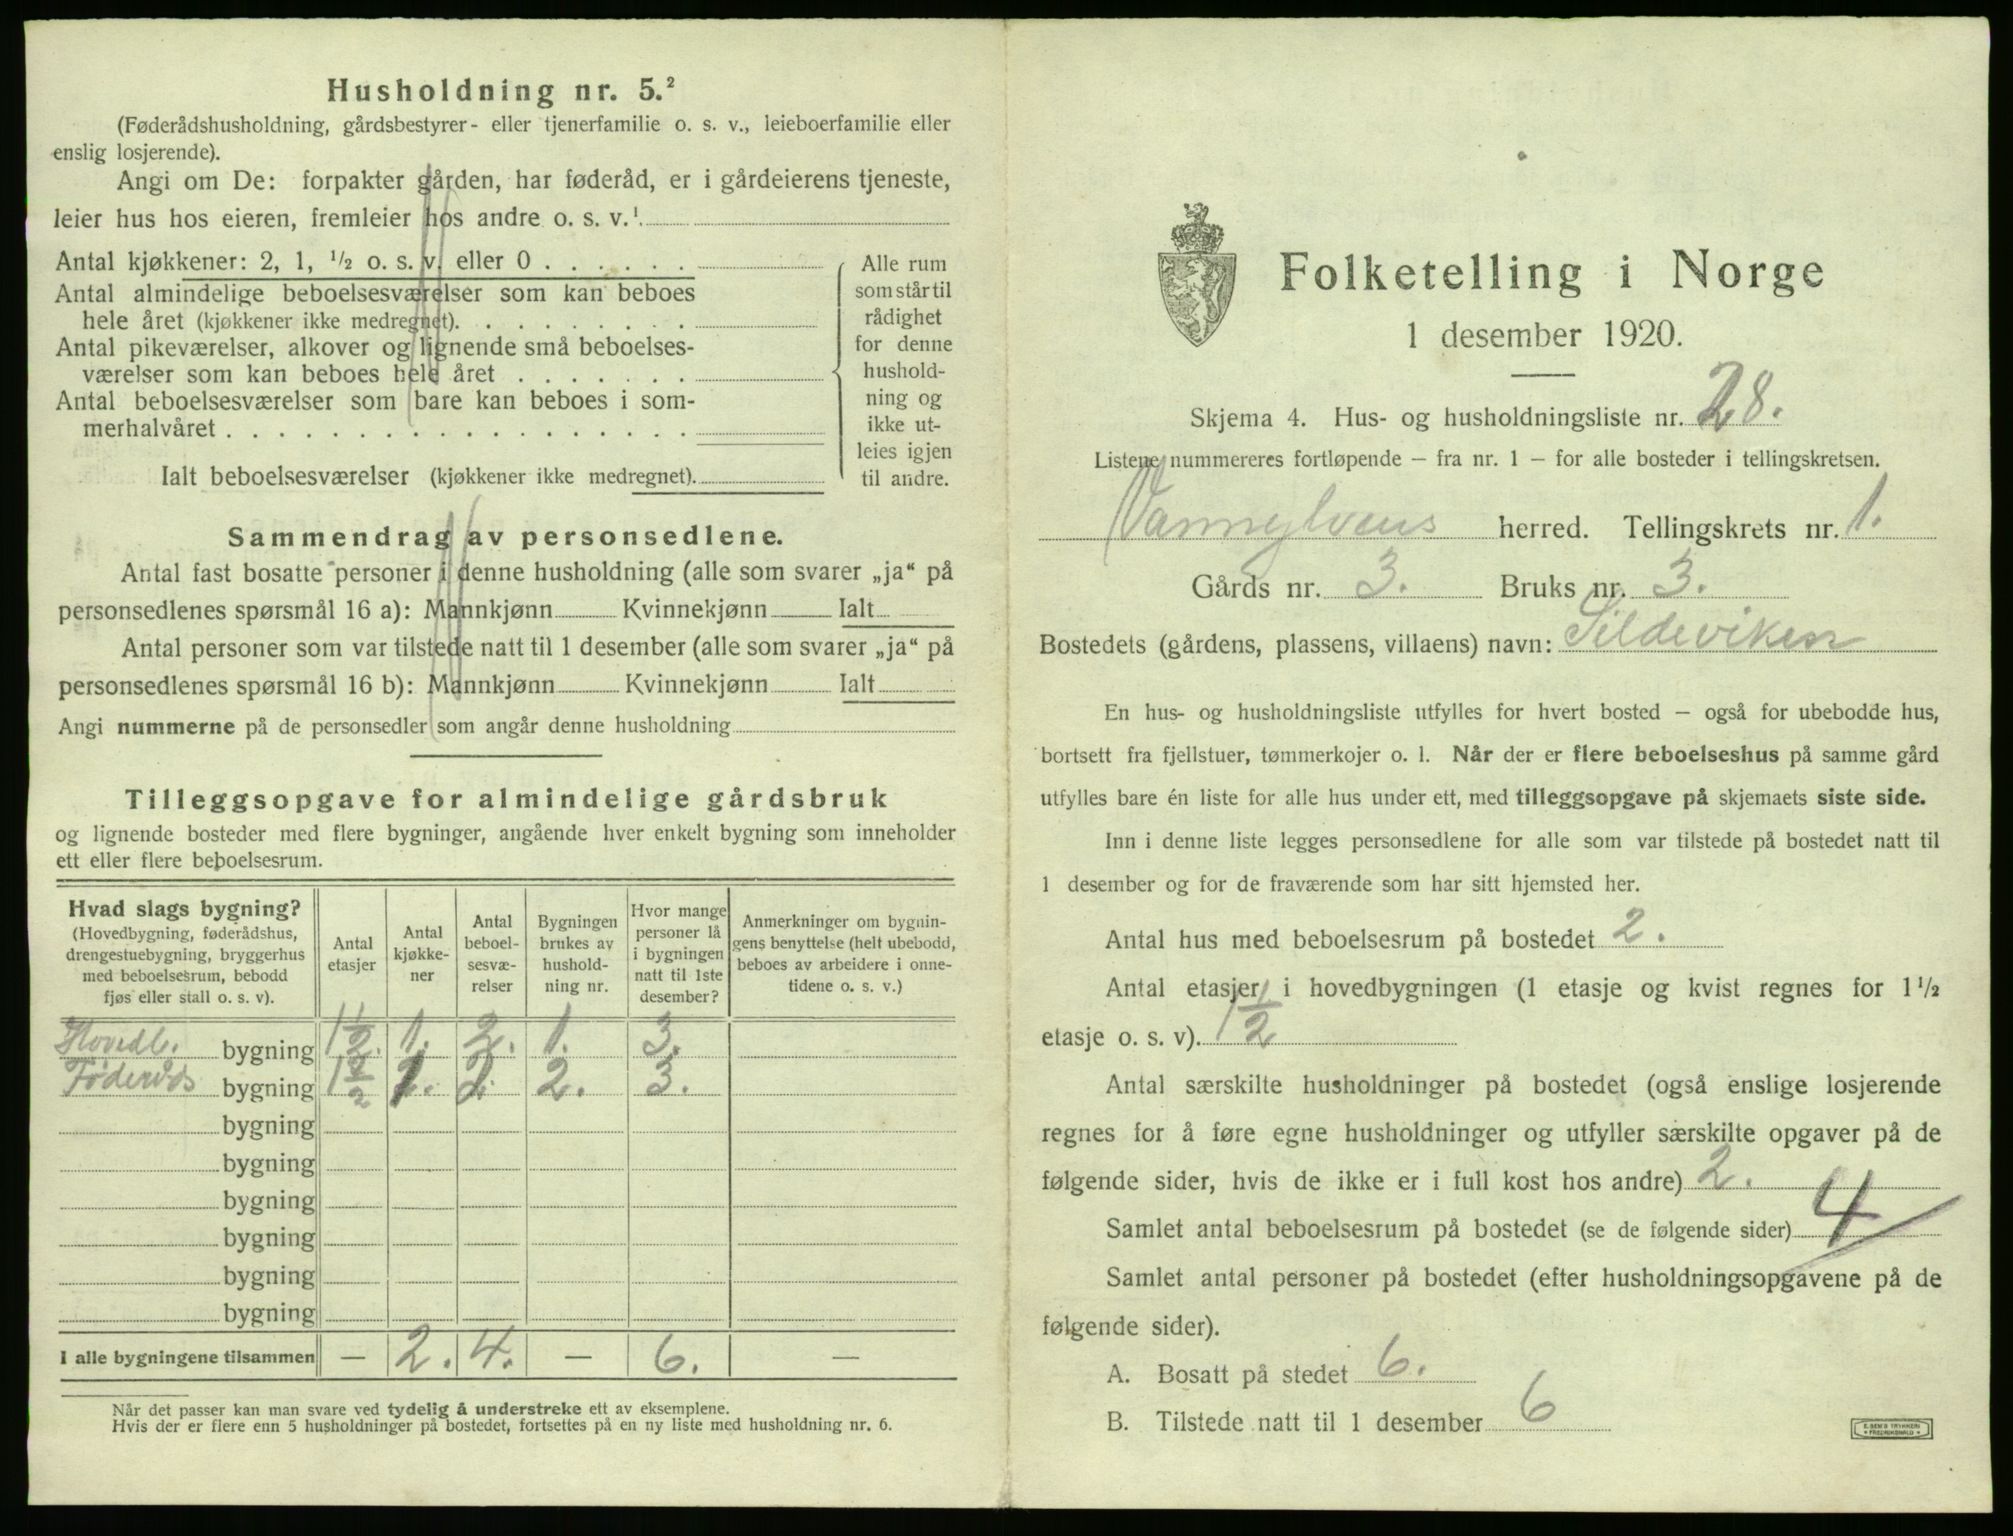 Husholdning nr. 5.²
(Føderådshusholdning, gårdsbestyrer- eller tjenerfamilie o. s. v., leieboerfamilie eller
enslig losjerende).
Angi om De: forpakter gården, har føderåd, er i gårdeierens tjeneste,
leier hus hos eieren, fremleier hos andre o. s. v.¹
Antal kjøkkener: 2, 1, ½ o. s. v. eller 0
Antal almindelige beboelsesværelser som kan beboes
hele året (kjøkkener ikke medregnet).
Antal pikeværelser, alkover og lignende små beboelses-
værelser som kan beboes hele året
Antal beboelsesværelser som bare kan beboes i som-
merhalvåret
Ialt beboelsesværelser (kjøkkener ikke medregnet).
Alle rum
som står til
rådighet
for denne
hushold-
ning og
ikke ut-
leies igjen
til andre.
Sammendrag av personsedlene.
Antal fast bosatte personer i denne husholdning (alle som svarer „ja“ på
personsedlenes spørsmål 16 a): Mannkjønn Kvinnekjønn Ialt
Antal personer som var tilstede natt til 1 desember (alle som svarer „ja“ på
personsedlenes spørsmål 16 b): Mannkjønn Kvinnekjønn Ialt
Angi nummerne på de personsedler som angår denne husholdning
Tilleggsopgave for almindelige gårdsbruk
og lignende bosteder med flere bygninger, angående hver enkelt bygning som inneholder
ett eller flere beboelsesrum.
Hvad slags bygning?
(Hovedbygning, føderådshus,
drengestuebygning, bryggerhus
med beboelsesrum, bebodd
fjøs eller stall o. s. v).
Antal
etasjer
Antal
kjøkke-
ner
Antal
beboel-
sesvæ-
relser
Bygningen
brukes av
hushold-
ning nr.
Hvor mange
personer lå
i bygningen
natt til 1ste
desember?
Anmerkninger om bygnin-
gens benyttelse (helt ubebodd,
beboes av arbeidere i onne-
tidene o. s. v.)
Hovedb. bygning 1½. 1. 2. 1. 3.
Føderåds bygning 1½ 1. 2 2. 3.
bygning
bygning
bygning
bygning
bygning
bygning
I alle bygningene tilsammen — 2. 4. — 6. —
Når det passer kan man svare ved tydelig å understreke ett av eksemplene.
Hvis der er flere enn 5 husholdninger på bostedet, fortsettes på en ny liste med husholdning nr. 6.
Folketelling i Norge
1 desember 1920.
Skjema 4. Hus- og husholdningsliste nr. 28.
Listene nummereres fortløpende — fra nr. 1 — for alle bosteder i tellingskretsen.
Vannylvens herred. Tellingskrets nr. 1.
Gårds nr. 3. Bruks nr. 3.
Bostedets (gårdens, plassens, villaens) navn: Sildeviken
En hus- og husholdningsliste utfylles for hvert bosted — også for ubebodde hus,
bortsett fra fjellstuer, tømmerkojer o. l. Når der er flere beboelseshus på samme gård
utfylles bare én liste for alle hus under ett, med tilleggsopgave på skjemaets siste side.
Inn i denne liste legges personsedlene for alle som var tilstede på bostedet natt til
1 desember og for de fraværende som har sitt hjemsted her.
Antal hus med beboelsesrum på bostedet 2.
Antal etasjer i hovedbygningen (1 etasje og kvist regnes for 1½
etasje o. s. v). 1½
Antal særskilte husholdninger på bostedet (også enslige losjerende
regnes for å føre egne husholdninger og utfyller særskilte opgaver på de
følgende sider, hvis de ikke er i full kost hos andre) 2.
Samlet antal beboelsesrum på bostedet (se de følgende sider) 4
Samlet antal personer på bostedet (efter husholdningsopgavene på de
følgende sider).
A. Bosatt på stedet 6.
B. Tilstede natt til 1 desember 6